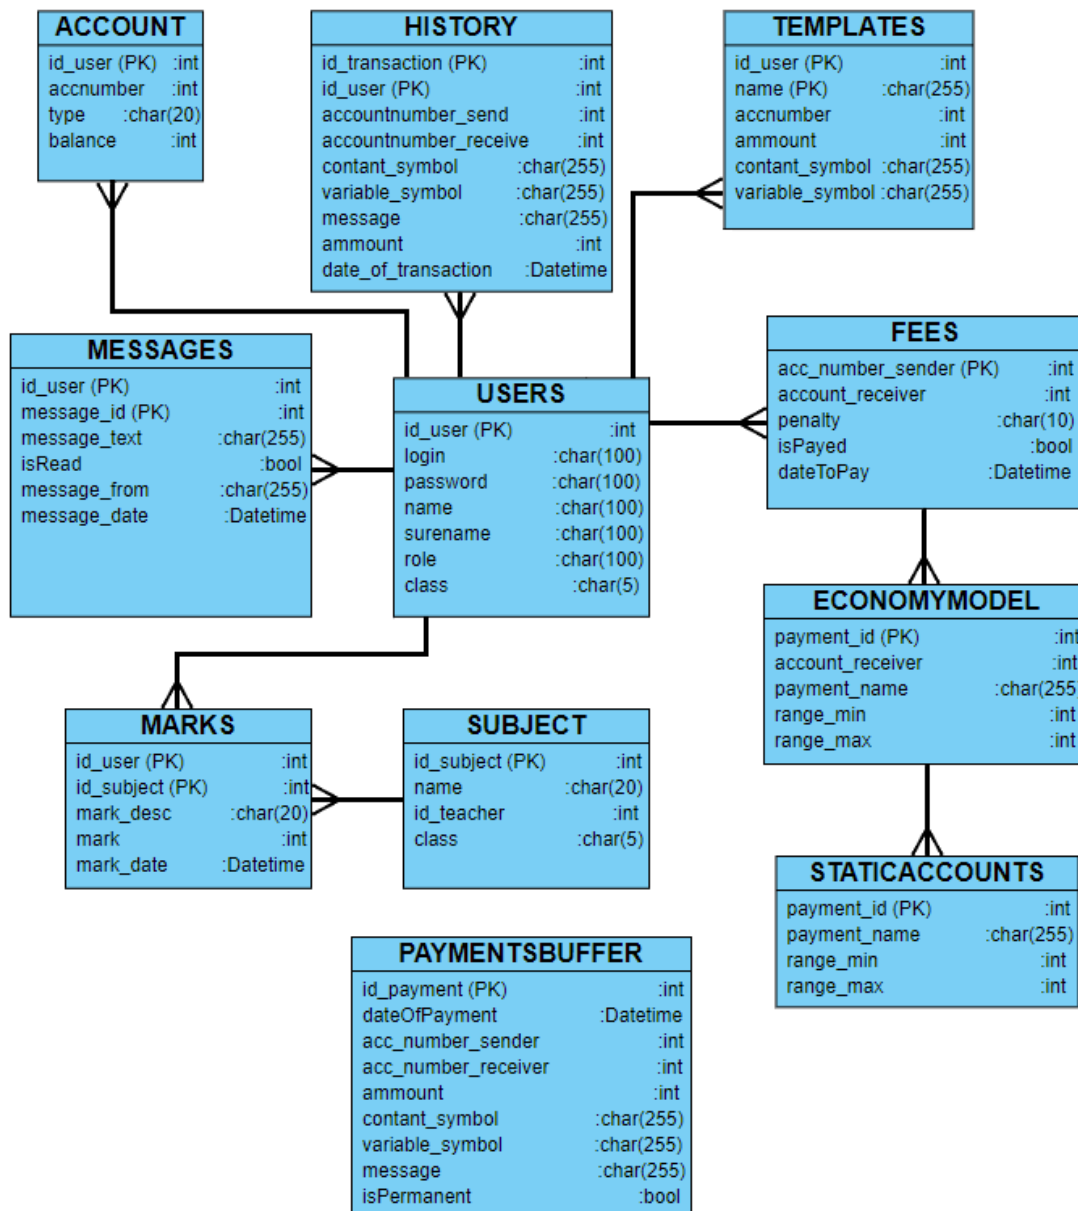 ACCOUNT
id_user (PK) :int
accnumber :int
type :char(20)
balance :int
HISTORY
id_transaction (PK) :int
id_user (PK) :int
accountnumber_send :int
accountnumber_receive :int
contant_symbol :char(255)
variable_symbol :char(255)
message :char(255)
ammount :int
date_of_transaction :Datetime
TEMPLATES
id_user (PK) :int
name (PK) :char(255)
accnumber :int
ammount :int
contant_symbol :char(255)
variable_symbol :char(255)
MESSAGES
id_user (PK) :int
message_id (PK) :int
message_text :char(255)
isRead :bool
message_from :char(255)
message_date :Datetime
USERS
id_user (PK) :int
login :char(100)
password :char(100)
name :char(100)
surename :char(100)
role :char(100)
class :char(5)
FEES
acc_number_sender (PK) :int
account_receiver :int
penalty :char(10)
isPayed :bool
dateToPay :Datetime
ECONOMYMODEL
payment_id (PK) :int
account_receiver :int
payment_name :char(255
range_min :int
range_max :int
MARKS
id_user (PK) :int
id_subject (PK) :int
mark_desc :char(20)
mark :int
mark_date :Datetime
SUBJECT
id_subject (PK) :int
name :char(20)
id_teacher :int
class :char(5)
STATICACCOUNTS
payment_id (PK) :int
payment_name :char(255)
range_min :int
range_max :int
PAYMENTSBUFFER
id_payment (PK) :int
dateOfPayment :Datetime
acc_number_sender :int
acc_number_receiver :int
ammount :int
contant_symbol :char(255)
variable_symbol :char(255)
message :char(255)
isPermanent :bool